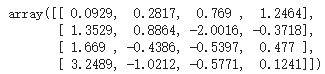 array([[ 0.0929,  0.2817,  0.769 ,  1.2464],
       [ 1.3529,  0.8864, -2.0016, -0.3718],
       [ 1.669 , -0.4386, -0.5397,  0.477 ],
       [ 3.2489, -1.0212, -0.5771,  0.1241]])